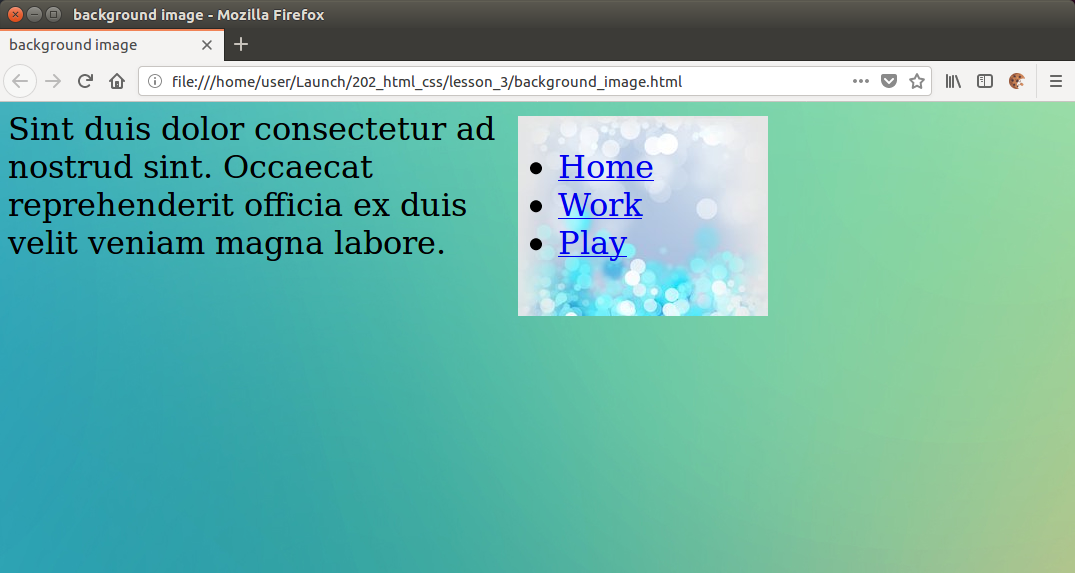 background image - Mozilla Firefox
background image
file:///home/user/Launch/202_html_css/lesson_3/background_image.html
Sint duis dolor consectetur ad
nostrud sint. Occaecat
reprehenderit officia ex duis
velit veniam magna labore.
Home
Work
Play